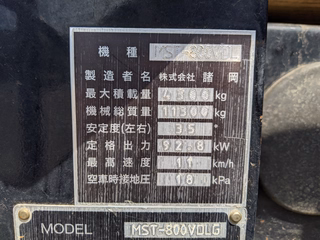 機種 MST-800VDL
製造者名 株式会社 諸岡
最大積載量 4100 kg
機械総質量 11300 kg
安定度(左右) 35 °
定格出力 92.8 kW
最高速度 11 km/h
空車時接地圧 18 kPa
MODEL MST-800VDLG